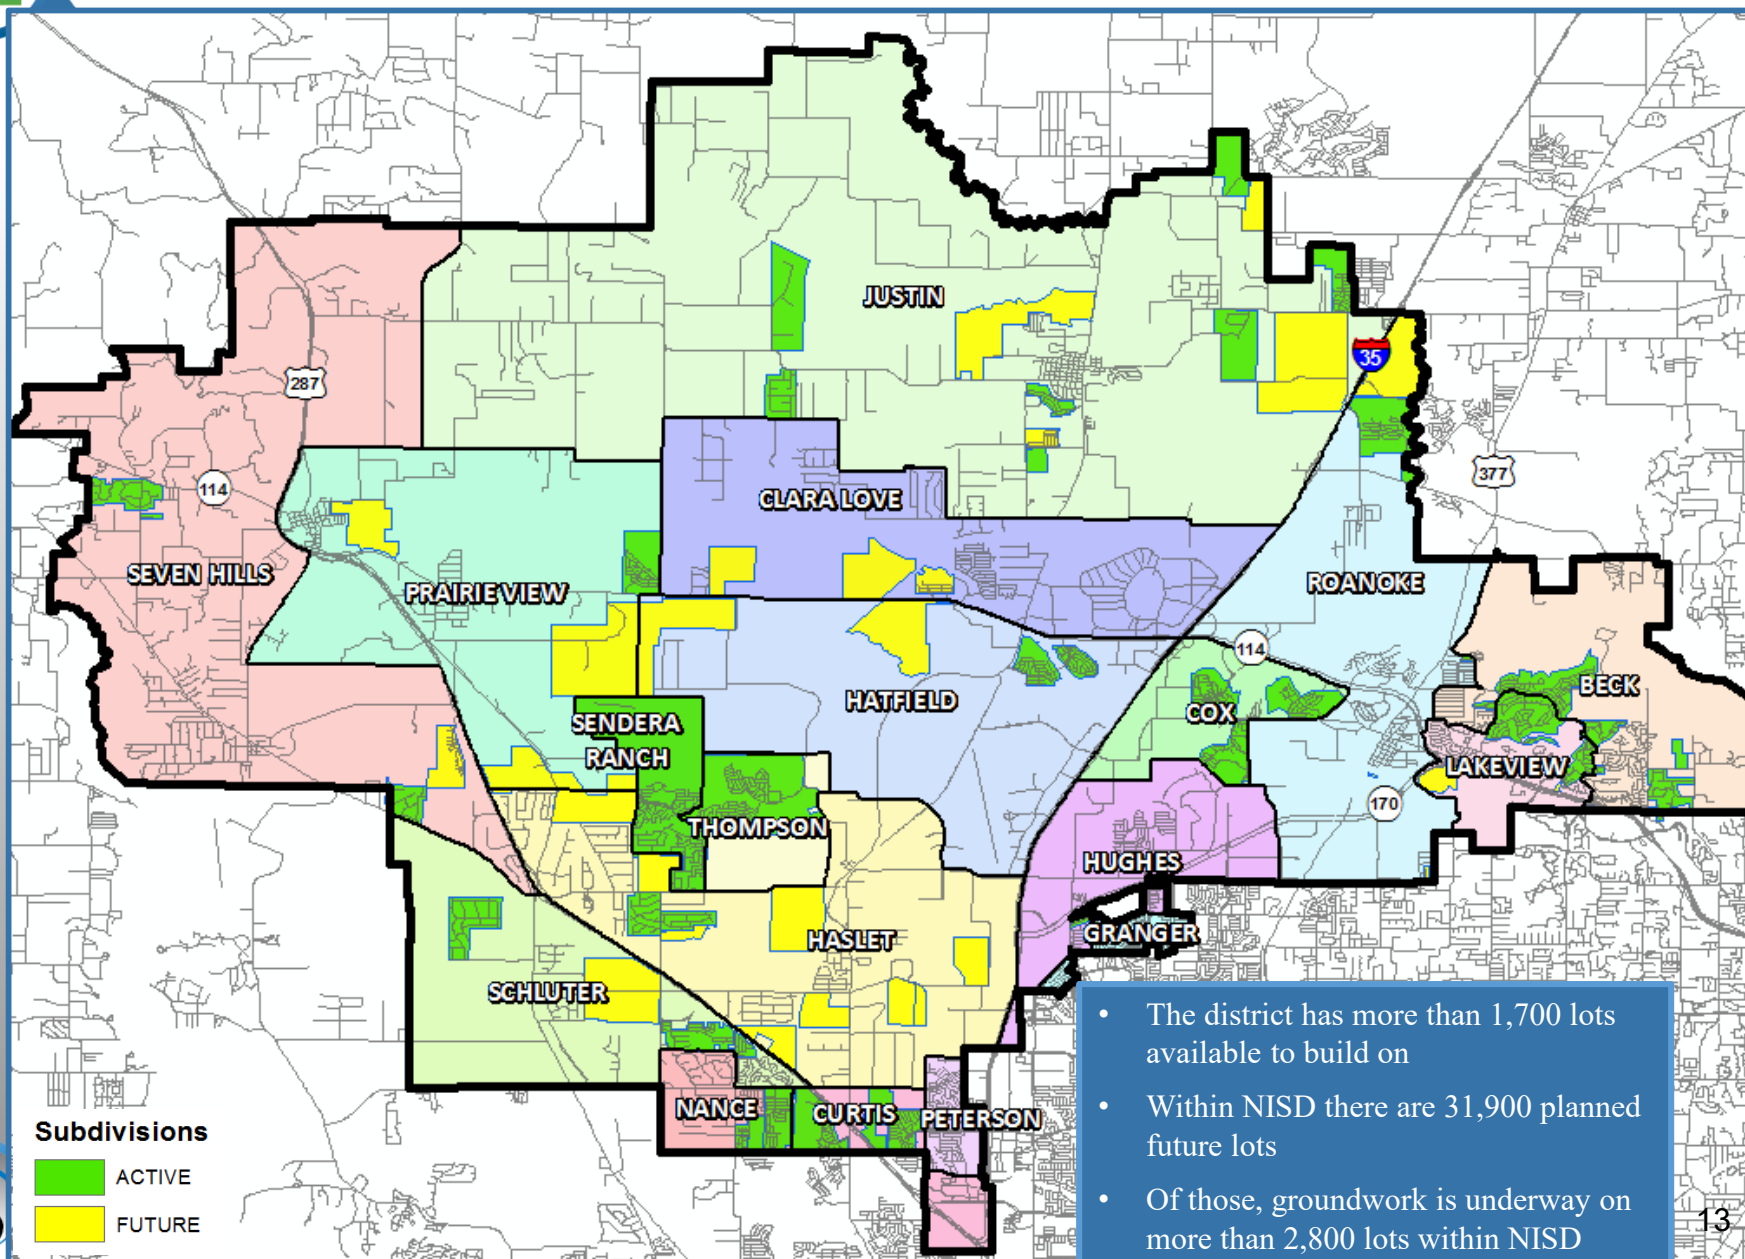 JUSTIN
35
287
377
114
CLARA LOVE
SEVEN HILLS
PRAIRIE VIEW
ROANOKE
114
BECK
HATFIELD
COX
SENDERA
RANCH
LAKEVIEW
170
THOMPSON
HUGHES
GRANGER
HASLET
SCHLUTER
NANCE
CURTIS
PETERSON
• The district has more than 1,700 lots
available to build on
• Within NISD there are 31,900 planned
future lots
• Of those, groundwork is underway on
more than 2,800 lots within NISD
Subdivisions
ACTIVE
FUTURE
13